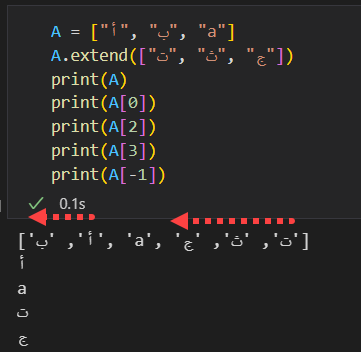 A = ["أ", "ب", "a"]
A.extend(["ت", "ث", "ج"])
print(A)
print(A[0])
print(A[2])
print(A[3])
print(A[-1])
0.1s
['أ', 'ب', 'a', 'ت', 'ث', 'ج']
أ
a
ت
ج